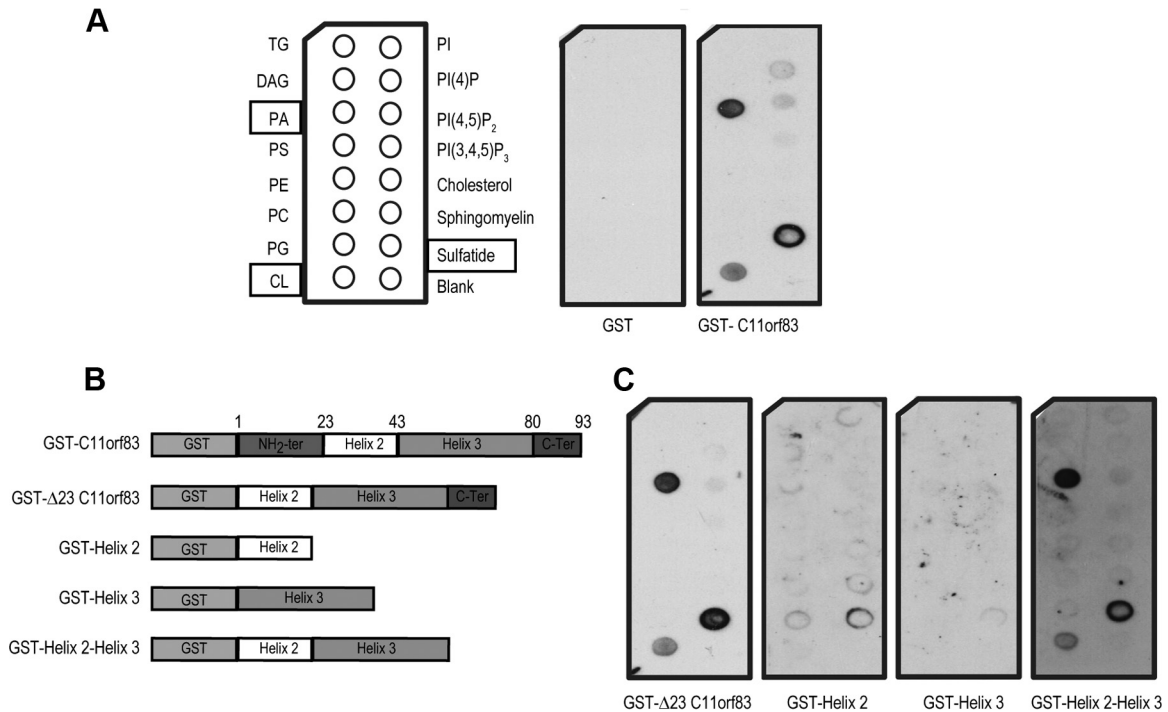 A
TG PI
DAG PI(4)P
PA PI(4,5)P2
PS PI(3,4,5)P3
PE Cholesterol
PC Sphingomyelin
PG Sulfatide
CL Blank
GST GST- C11orf83
B
1 23 43 80 93
GST-C11orf83 GST NH2-ter Helix 2 Helix 3 C-Ter
GST-Δ23 C11orf83 GST Helix 2 Helix 3 C-Ter
GST-Helix 2 GST Helix 2
GST-Helix 3 GST Helix 3
GST-Helix 2-Helix 3 GST Helix 2 Helix 3
C
GST-Δ23 C11orf83 GST-Helix 2 GST-Helix 3 GST-Helix 2-Helix 3